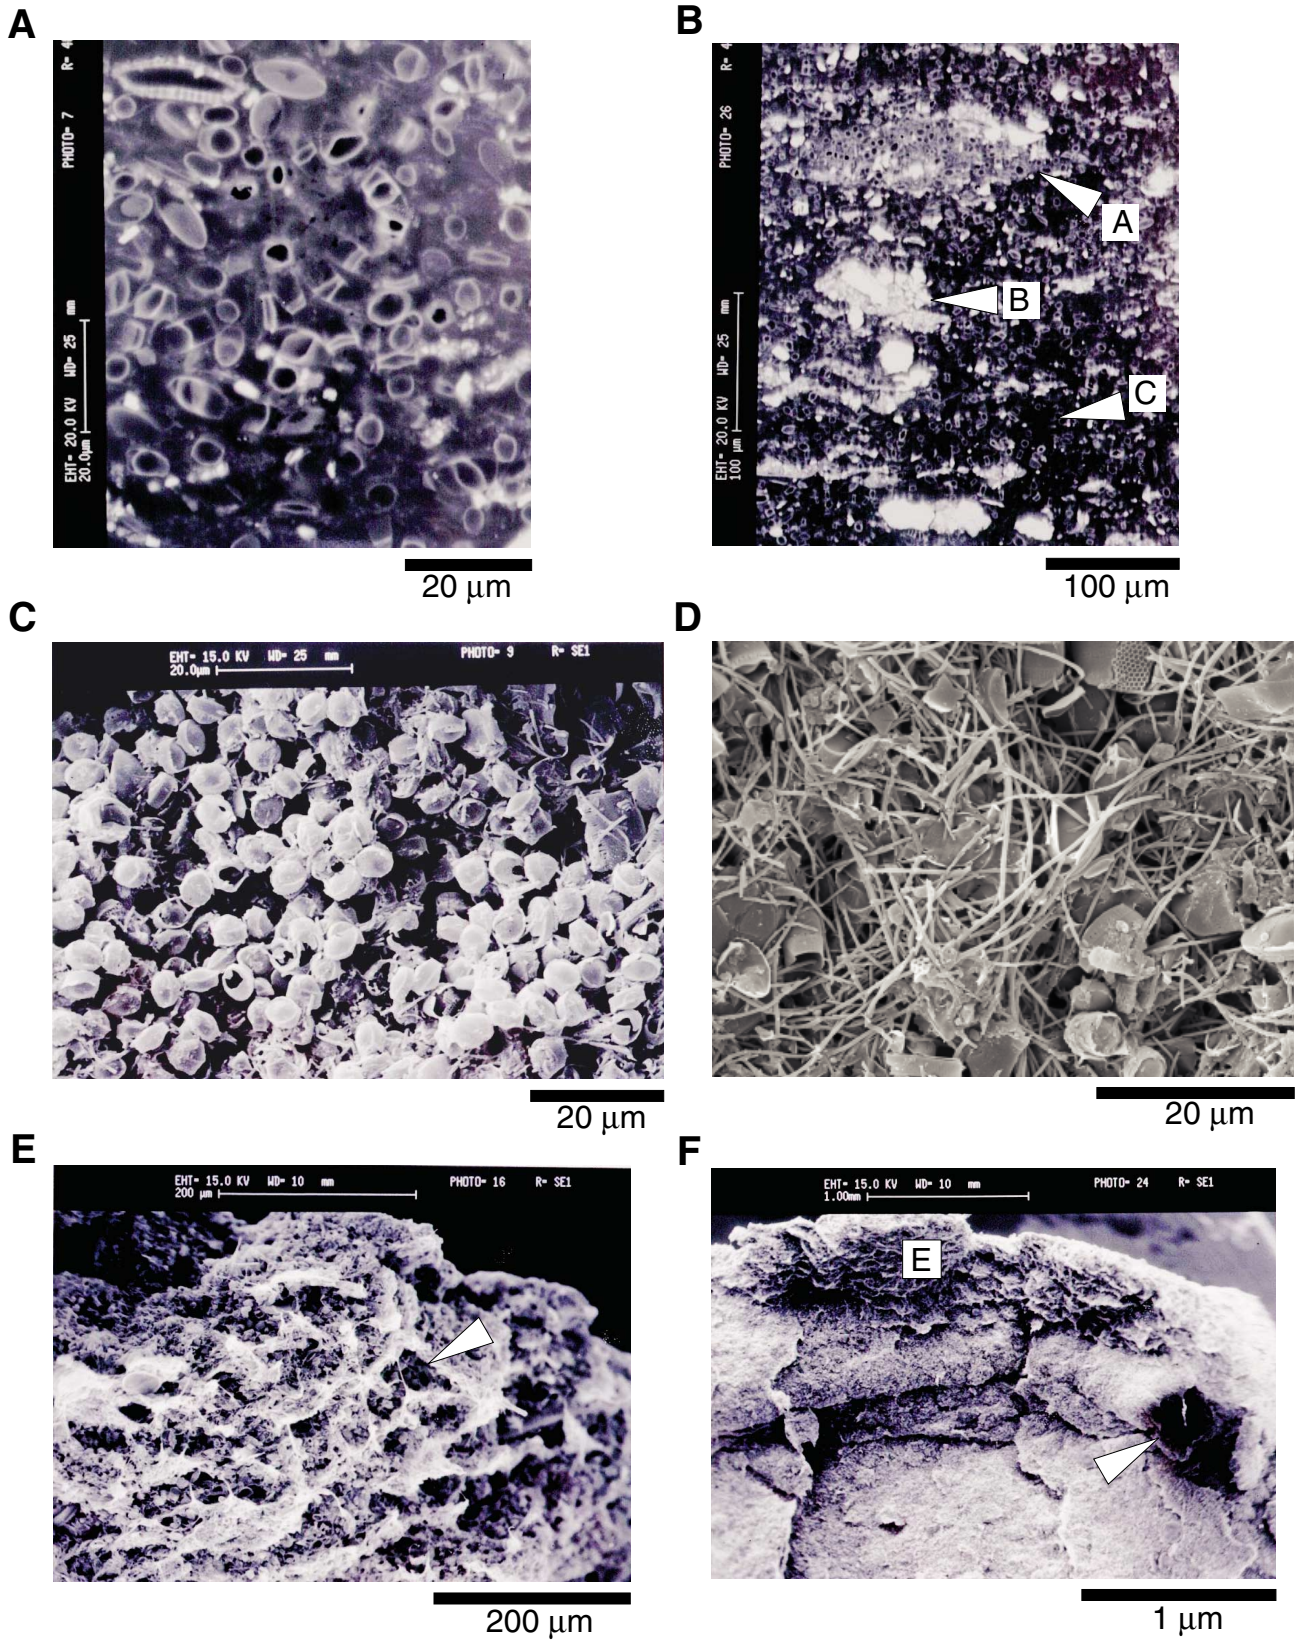 A
B
R= 4
PHOTO= 7
EHT= 20.0 KV WD= 25 mm
20.0µm
R= 4
PHOTO= 26
EHT= 20.0 KV WD= 25 mm
100 µm
A
B
C
20 µm
100 µm
C
D
EHT= 15.0 KV WD= 25 mm PHOTO= 9 R= SE1
20.0µm
20 µm
20 µm
E
F
EHT= 15.0 KV WD= 10 mm PHOTO= 16 R= SE1
200 µm
EHT= 15.0 KV WD= 10 mm PHOTO= 24 R= SE1
1.00mm
E
200 µm
1 µm